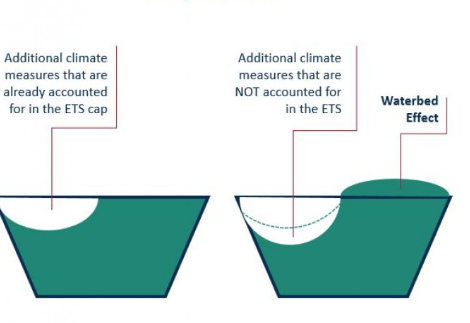 Additional climate
measures that are
already accounted
for in the ETS cap
Additional climate
measures that are
NOT accounted for
in the ETS
Waterbed
Effect